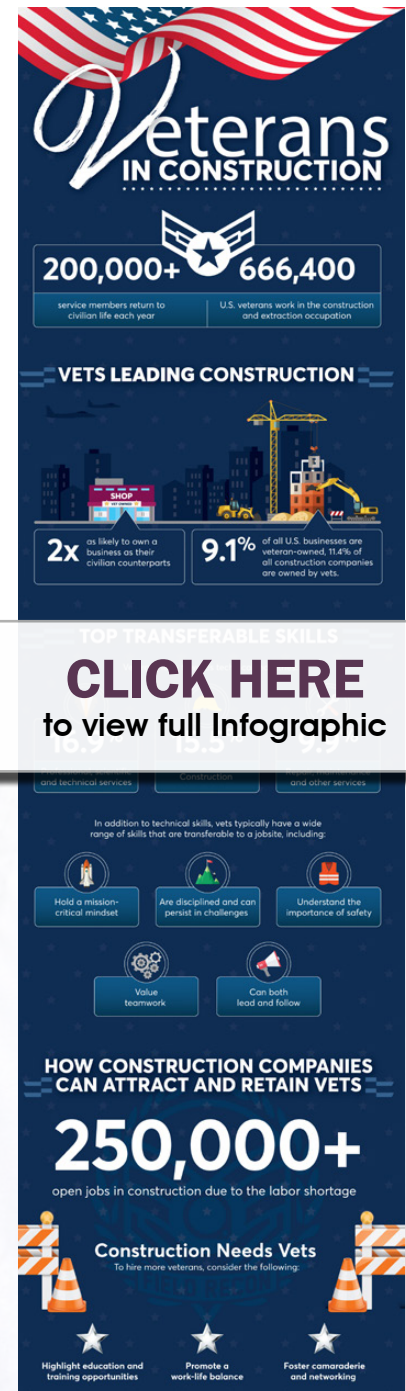 Veterans
IN CONSTRUCTION
200,000+
service members return to
civilian life each year
666,400
U.S. veterans work in the construction
and extraction occupation
VETS LEADING CONSTRUCTION
SHOP
VET OWNED
2x
as likely to own a
business as their
civilian counterparts
9.1%
of all U.S. businesses are
veteran-owned, 11.4% of
all construction companies
are owned by vets.
TOP TRANSFERABLE SKILLS
CLICK HERE
to view full Infographic
16.9
15.5
9.9
and technical services
Construction
and other services
In addition to technical skills, vets typically have a wide
range of skills that are transferable to a jobsite, including:
Hold a mission-
critical mindset
Are disciplined and can
persist in challenges
Understand the
importance of safety
Value
teamwork
Can both
lead and follow
HOW CONSTRUCTION COMPANIES
CAN ATTRACT AND RETAIN VETS
250,000+
open jobs in construction due to the labor shortage
Construction Needs Vets
To hire more veterans, consider the following:
Highlight education and
training opportunities
Promote a
work-life balance
Foster camaraderie
and networking